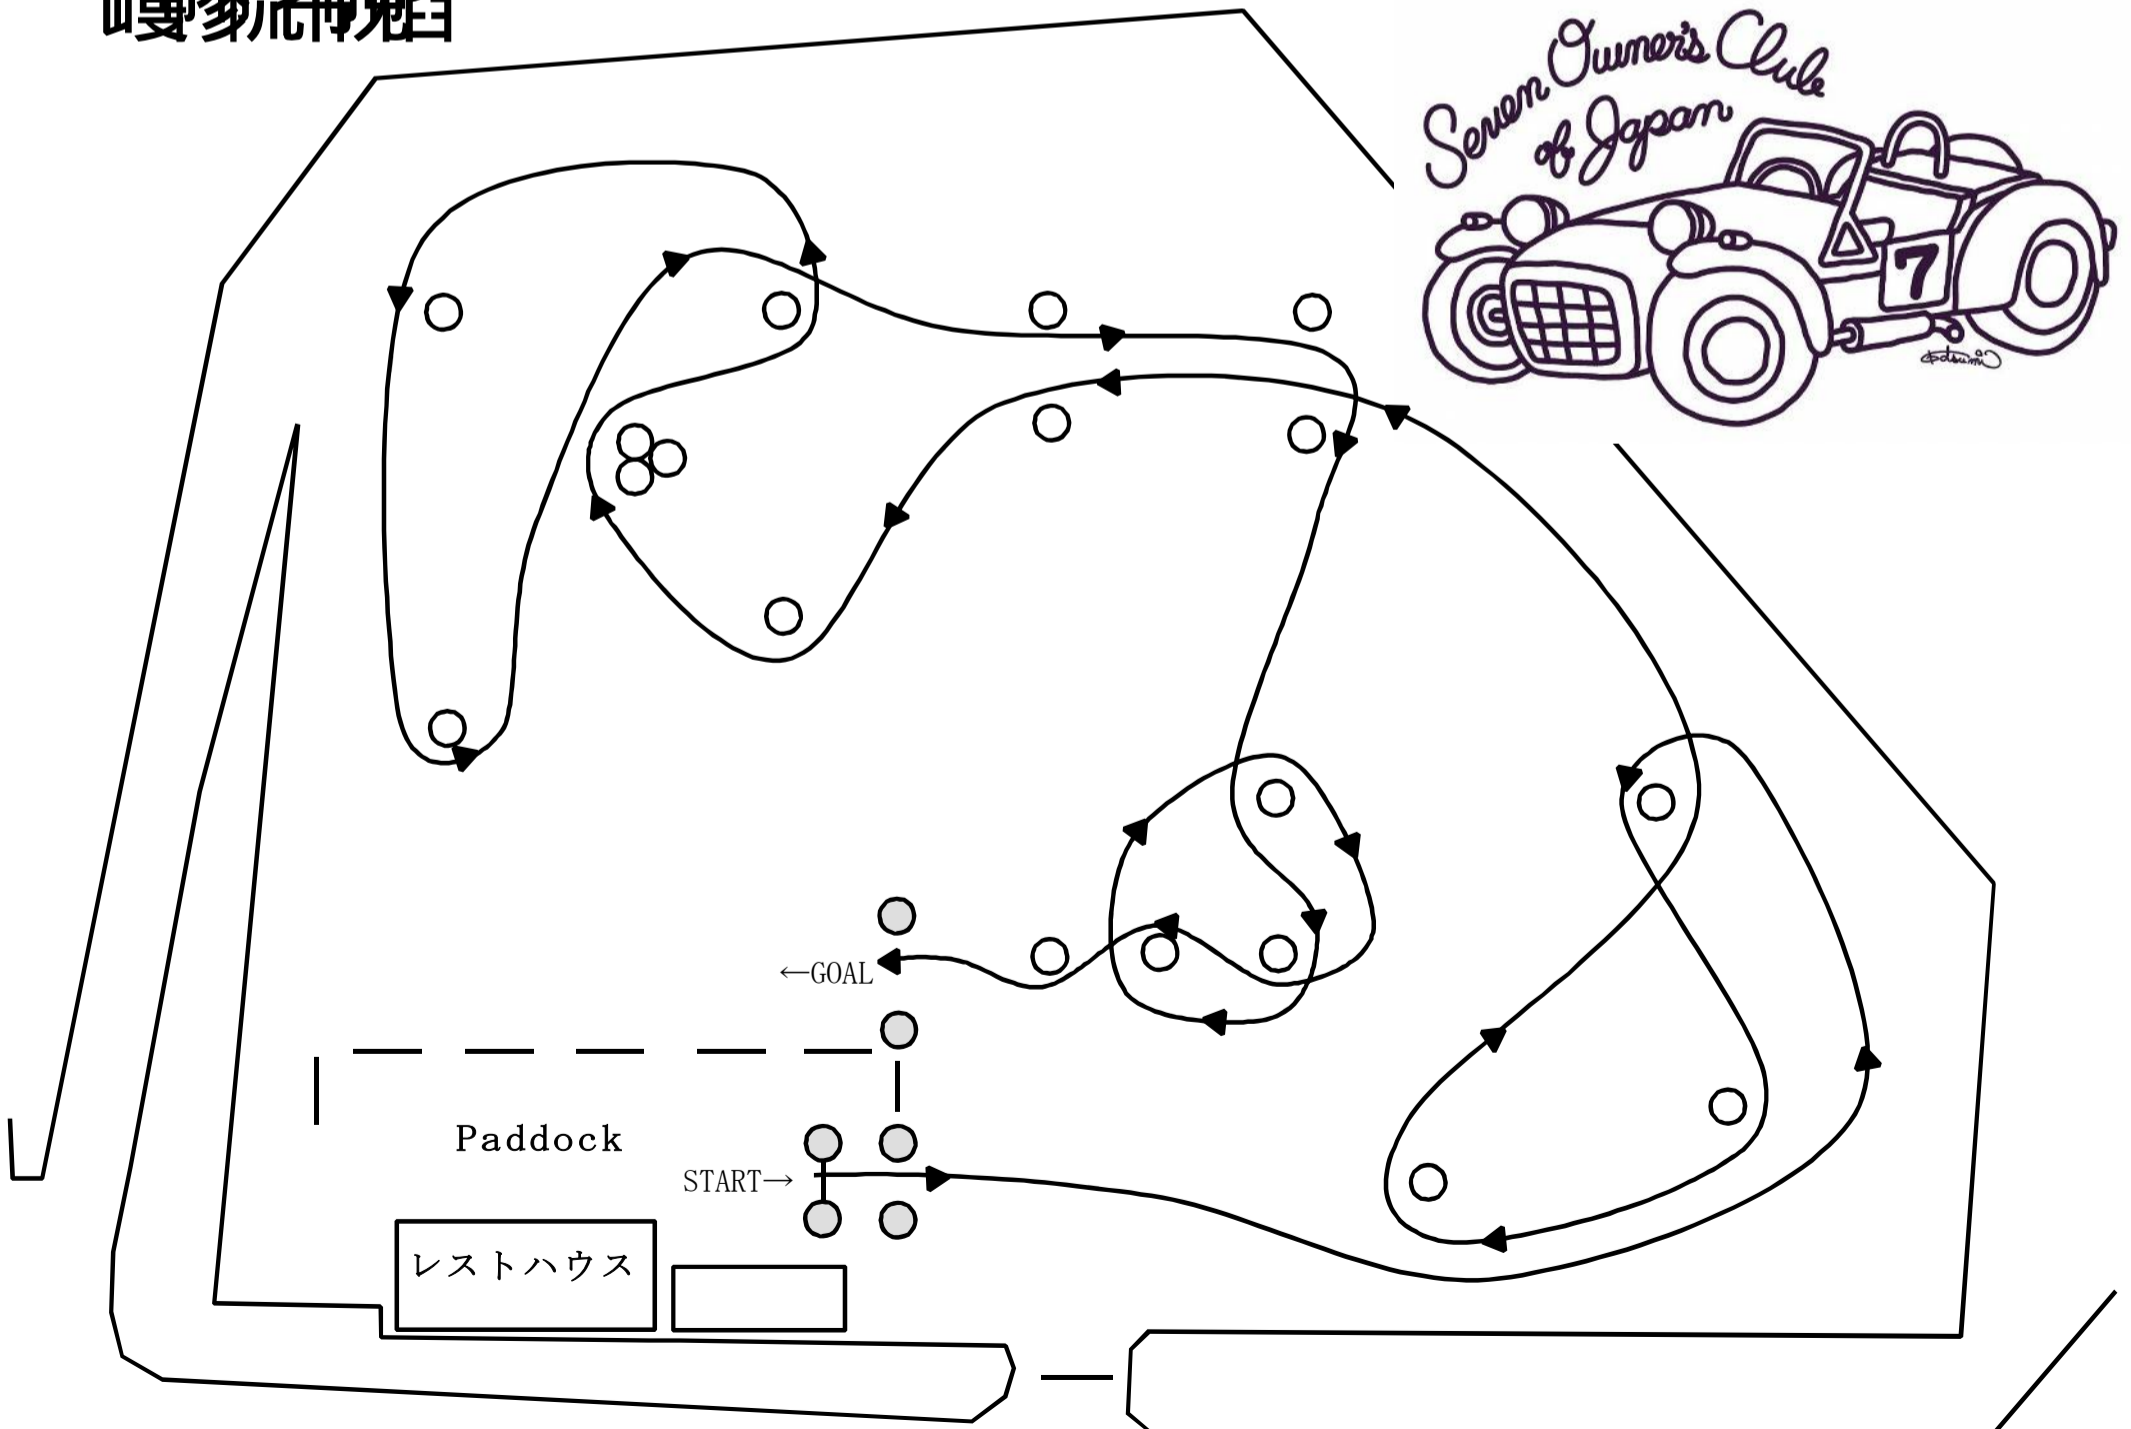 Seven Owner's Club
of Japan
7
←GOAL
Paddock
START→
レストハウス